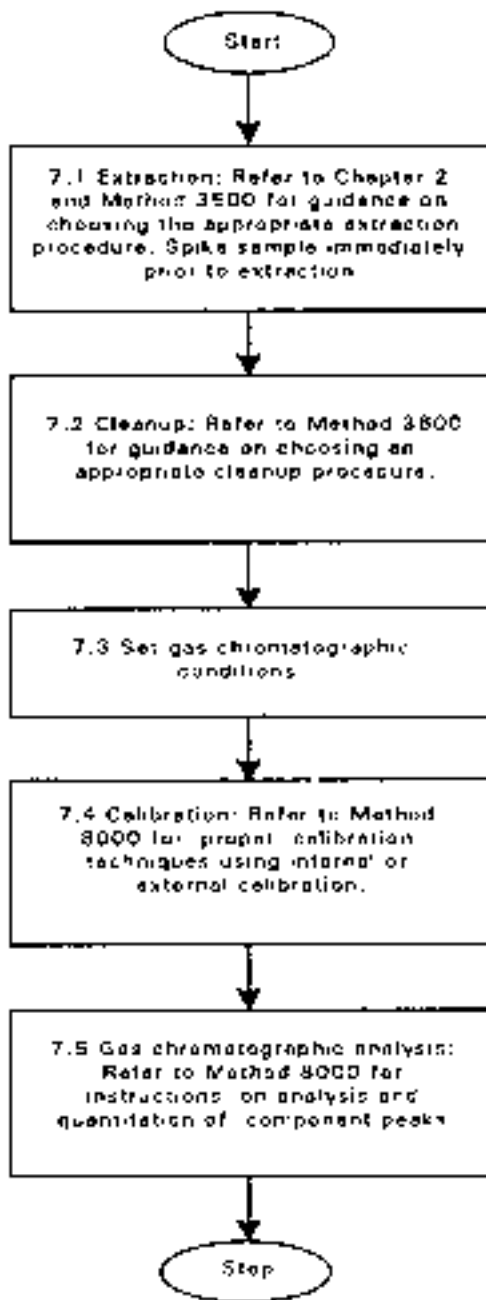 Start
7.1 Extraction: Refer to Chapter 2
and Method 3500 for guidance on
choosing the appropriate extraction
procedure. Spike sample immediately
prior to extraction
7.2 Cleanup: Refer to Method 3600
for guidance on choosing an
appropriate cleanup procedure.
7.3 Set gas chromatographic
conditions
7.4 Calibration: Refer to Method
8000 for proper calibration
techniques using internal or
external calibration.
7.5 Gas chromatographic analysis:
Refer to Method 8000 for
instructions on analysis and
quantitation of component peaks
Stop